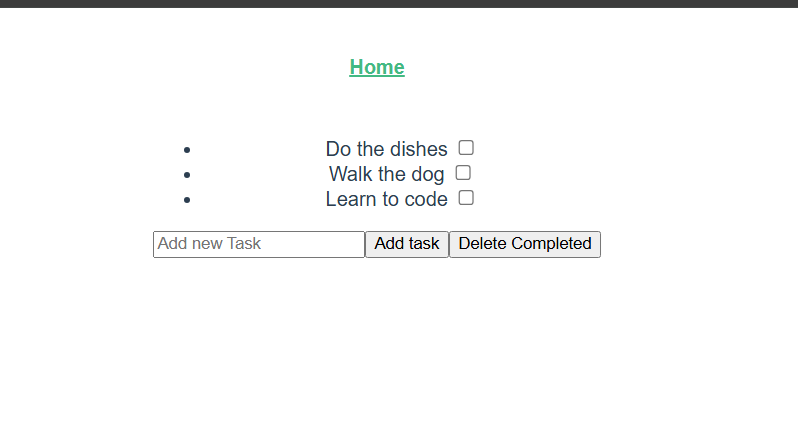 Home
Do the dishes
Walk the dog
Learn to code
Add new Task Add task Delete Completed